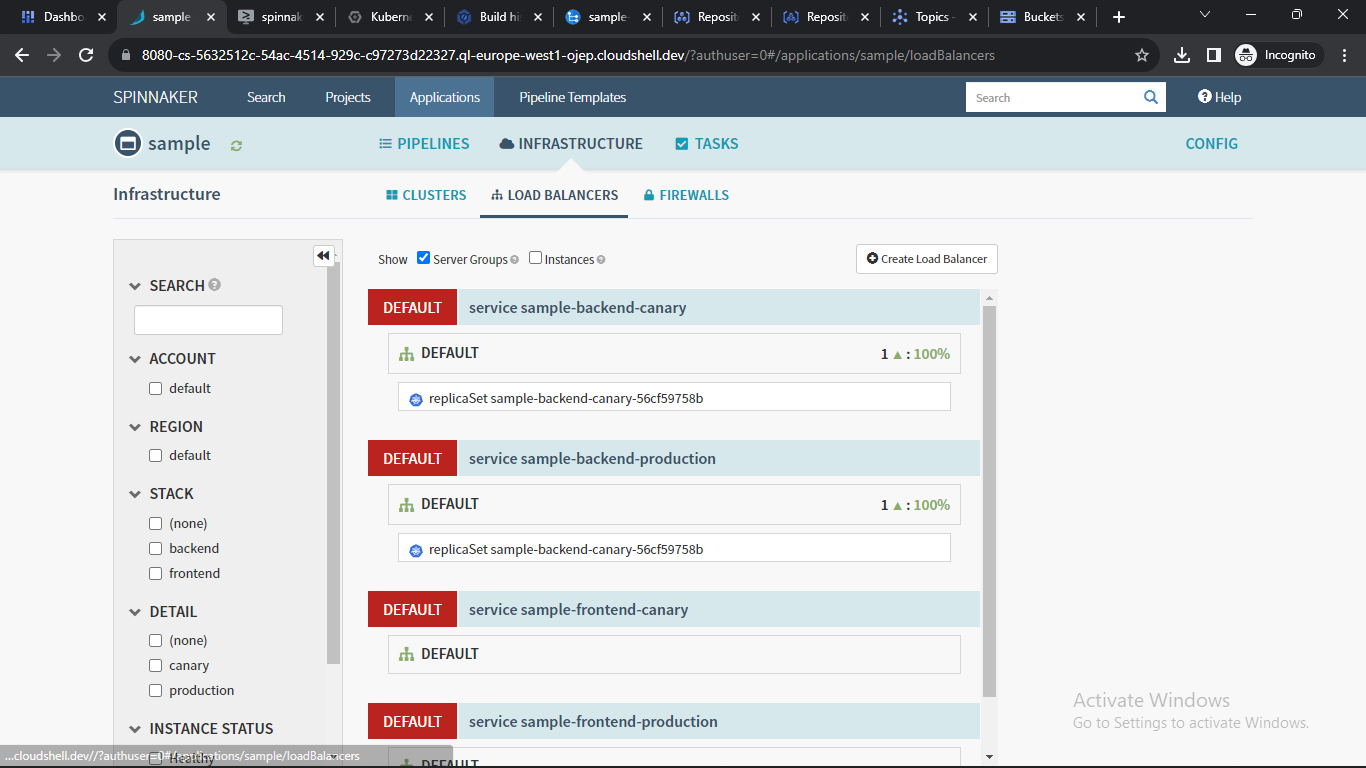 Dashbo
sample
spinnak
Kuberne
Build his
sample-
Reposit
Reposit
Topics -
Buckets
8080-cs-5632512c-54ac-4514-929c-c97273d22327.ql-europe-west1-ojep.cloudshell.dev/?authuser=0#/applications/sample/loadBalancers
Incognito
SPINNAKER
Search
Projects
Applications
Pipeline Templates
Search
Help
sample
PIPELINES
INFRASTRUCTURE
TASKS
CONFIG
Infrastructure
CLUSTERS
LOAD BALANCERS
FIREWALLS
SEARCH
ACCOUNT
default
REGION
default
STACK
(none)
backend
frontend
DETAIL
(none)
canary
production
INSTANCE STATUS
Healthy
Show Server Groups Instances
Create Load Balancer
DEFAULT service sample-backend-canary
DEFAULT 1 ▲ : 100%
replicaSet sample-backend-canary-56cf59758b
DEFAULT service sample-backend-production
DEFAULT 1 ▲ : 100%
replicaSet sample-backend-canary-56cf59758b
DEFAULT service sample-frontend-canary
DEFAULT
DEFAULT service sample-frontend-production
DEFAULT
Activate Windows
Go to Settings to activate Windows.
...cloudshell.dev//?authuser=0#/applications/sample/loadBalancers